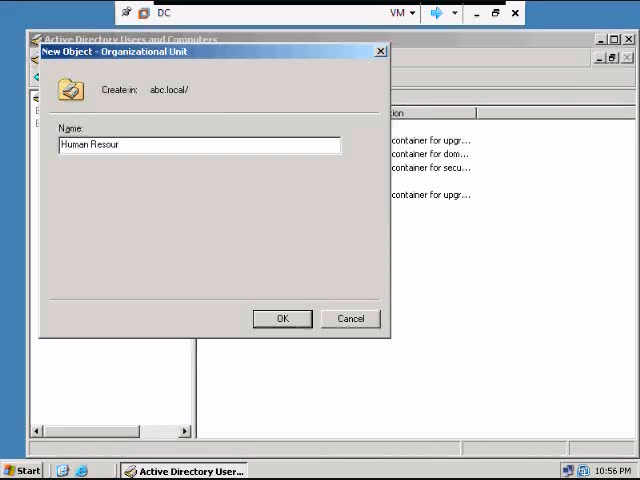 DC
VM
Active Directory Users and Computers
New Object - Organizational Unit
Create in: abc.local/
Name:
Human Resour
OK
Cancel
tion
container for upgr...
container for dom...
container for secu...
container for upgr...
Start
Active Directory User...
10:56 PM